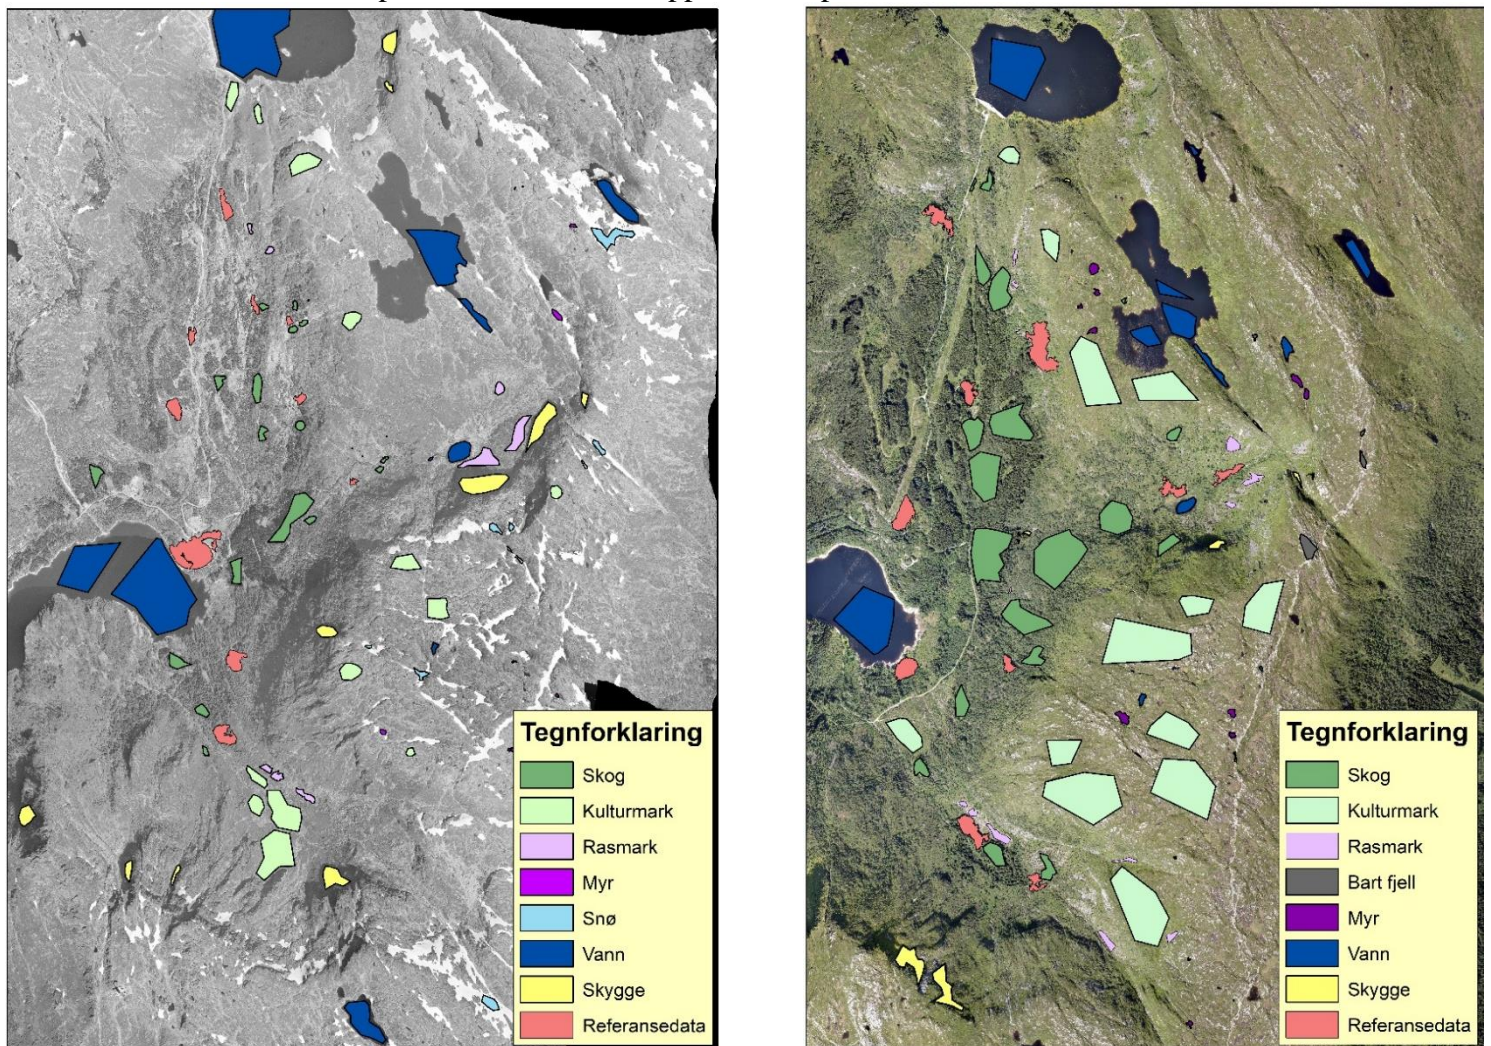 Tegnforklaring
Skog
Kulturmark
Rasmark
Myr
Snø
Vann
Skygge
Referansedata
Tegnforklaring
Skog
Kulturmark
Rasmark
Bart fjell
Myr
Vann
Skygge
Referansedata